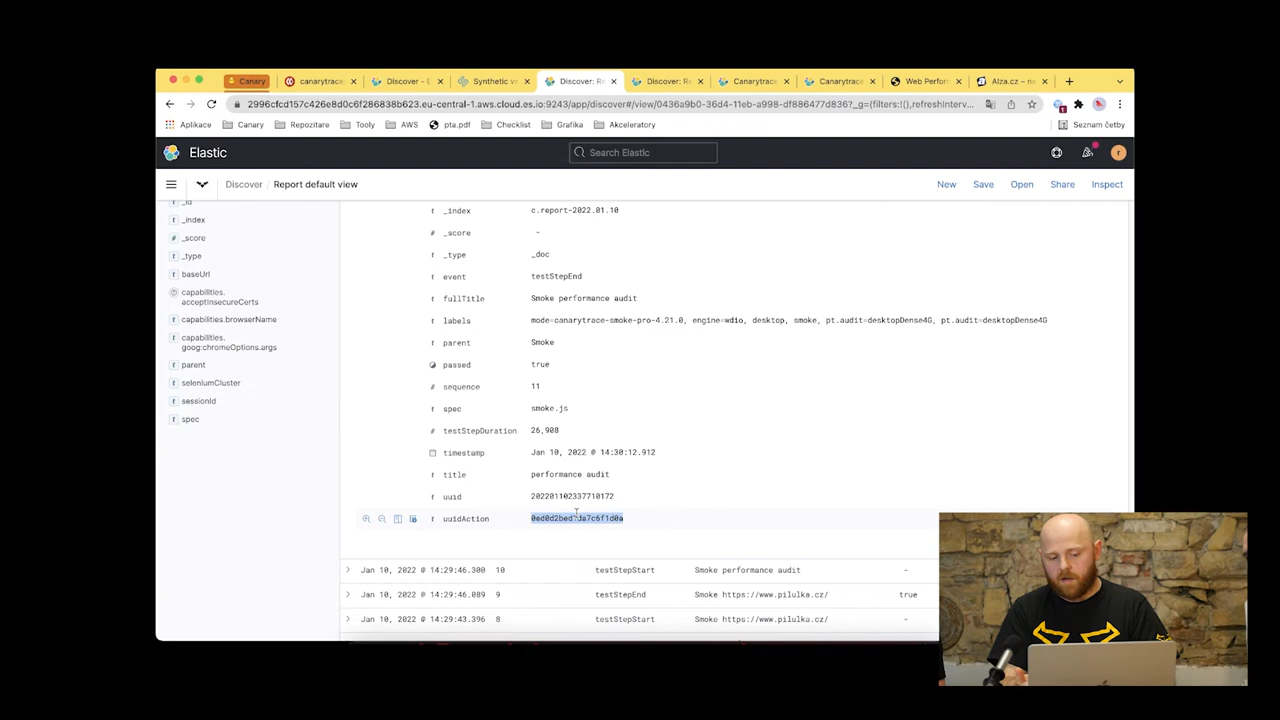 Canary
canarytrace.
Discover - E
Synthetic vs
Discover: Re
Discover: Re
Canarytrace
Canarytrace
Web Perform
Alza.cz – na
2996cfcd157c426e8d0c6f286838b623.eu-central-1.aws.cloud.es.io:9243/app/discover#/view/0436a9b0-36d4-11eb-a998-df886477d836?_g=(filters:!(),refreshInterv...
Aplikace
Canary
Repozitare
Tooly
AWS
pta.pdf
Checklist
Grafika
Akceleratory
Seznam četby
Elastic
Search Elastic
r
Discover
Report default view
New
Save
Open
Share
Inspect
_id
_index
_score
_type
baseUrl
capabilities.
acceptInsecureCerts
capabilities.browserName
capabilities.
goog:chromeOptions.args
parent
seleniumCluster
sessionId
spec
t _index c.report-2022.01.10
# _score -
t _type _doc
t event testStepEnd
t fullTitle Smoke performance audit
t labels mode=canarytrace-smoke-pro-4.21.0, engine=wdio, desktop, smoke, pt.audit=desktopDense4G, pt.audit=desktopDense4G
t parent Smoke
passed true
# sequence 11
t spec smoke.js
# testStepDuration 26,908
timestamp Jan 10, 2022 @ 14:30:12.912
t title performance audit
t uuid 202201102337710172
t uuidAction
Jan 10, 2022 @ 14:29:46.300 10 testStepStart Smoke performance audit -
Jan 10, 2022 @ 14:29:46.089 9 testStepEnd Smoke https://www.pilulka.cz/ true
Jan 10, 2022 @ 14:29:43.396 8 testStepStart Smoke https://www.pilulka.cz/ -